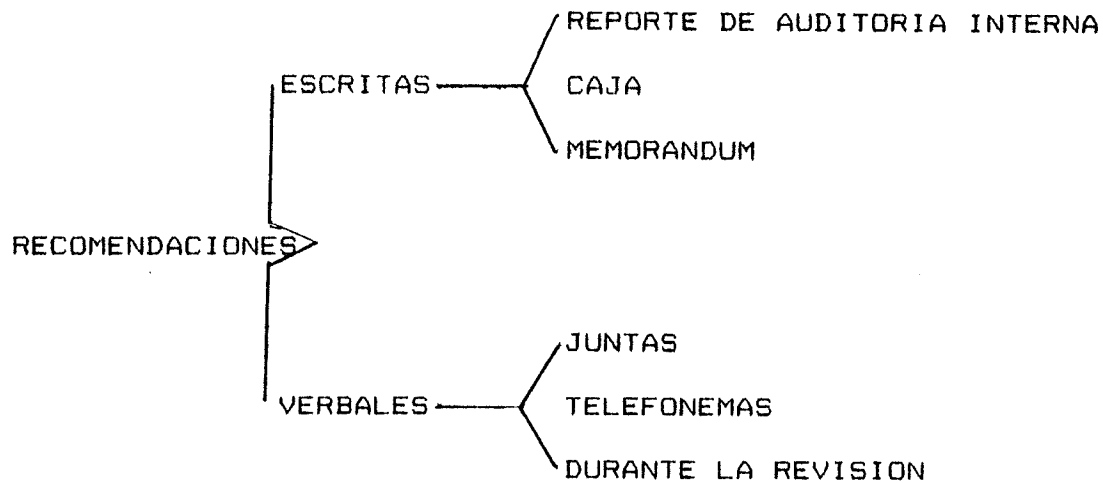 REPORTE DE AUDITORIA INTERNA
ESCRITAS
CAJA
MEMORANDUM
RECOMENDACIONES
JUNTAS
VERBALES
TELEFONEMAS
DURANTE LA REVISION